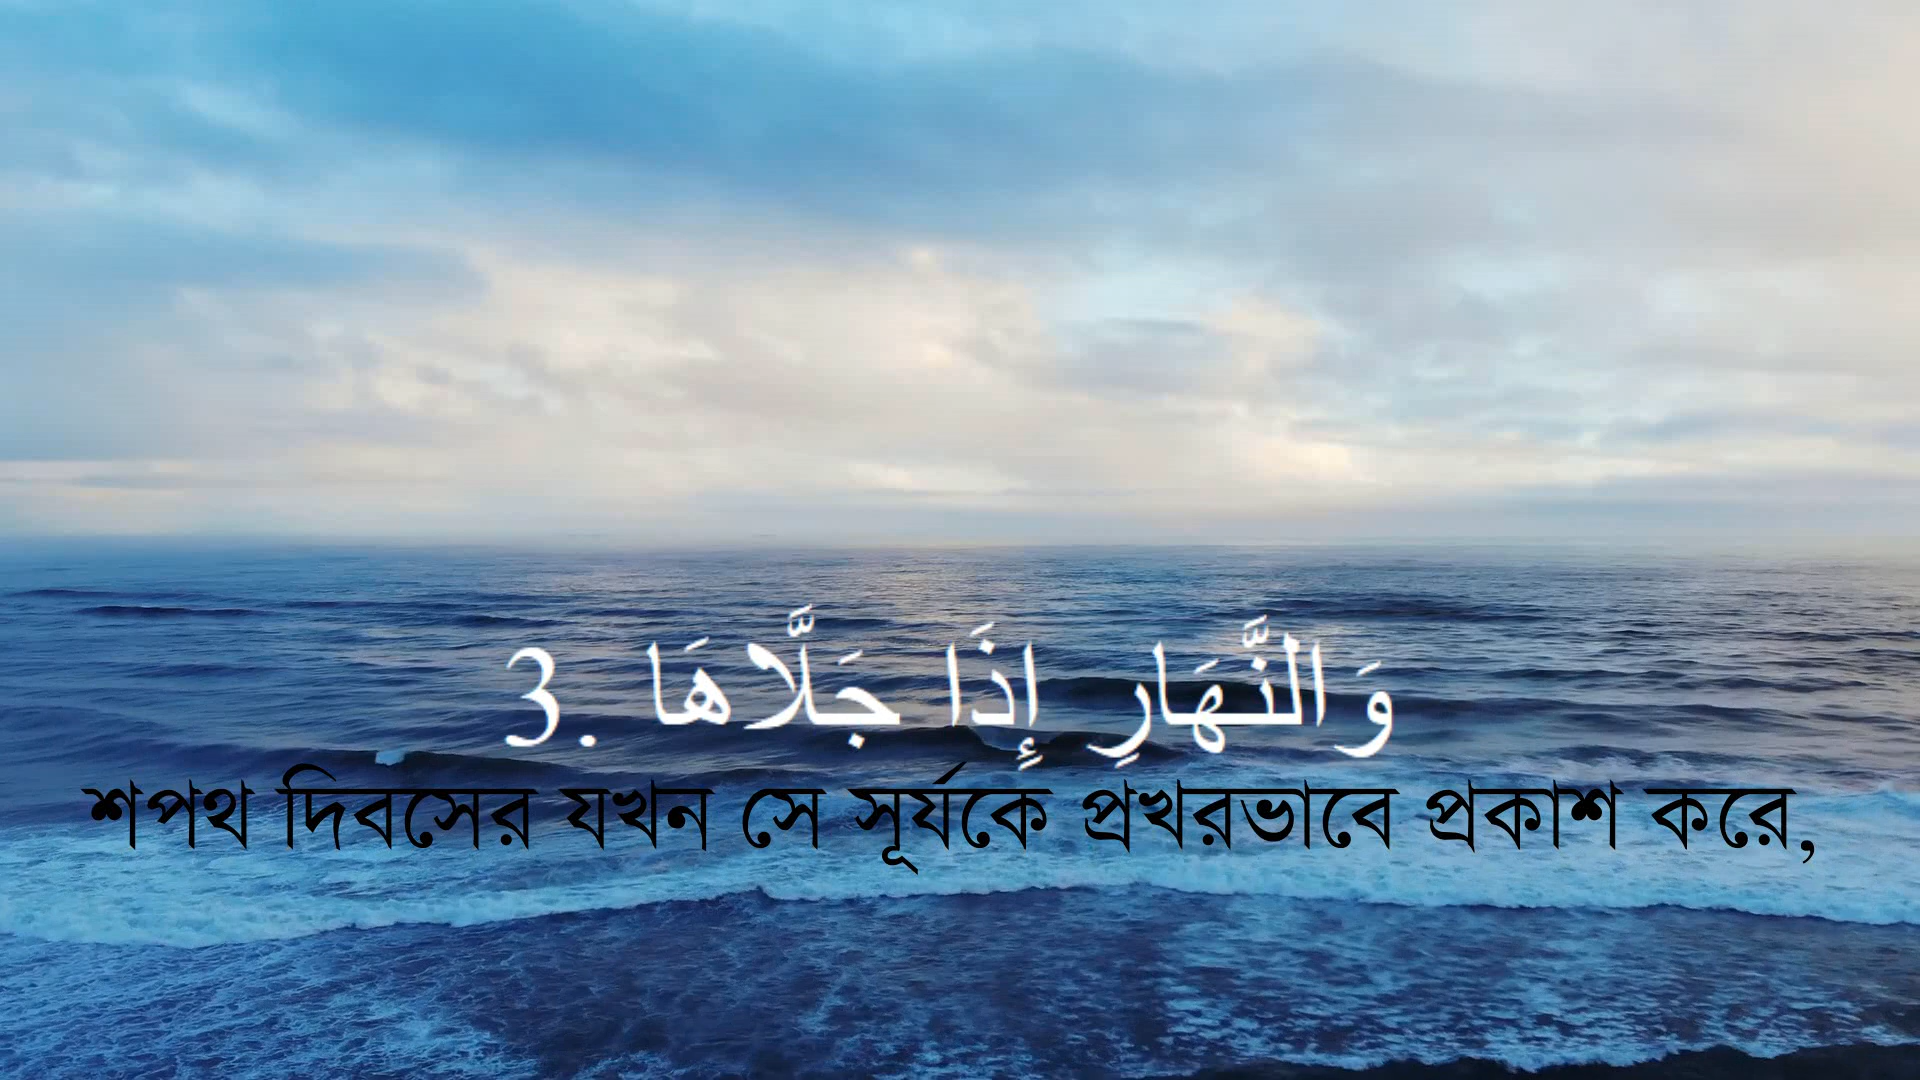 3. وَالنَّهَارِ إِذَا جَلَّاهَا
শপথ দিবসের যখন সে সূর্যকে প্রখরভাবে প্রকাশ করে,